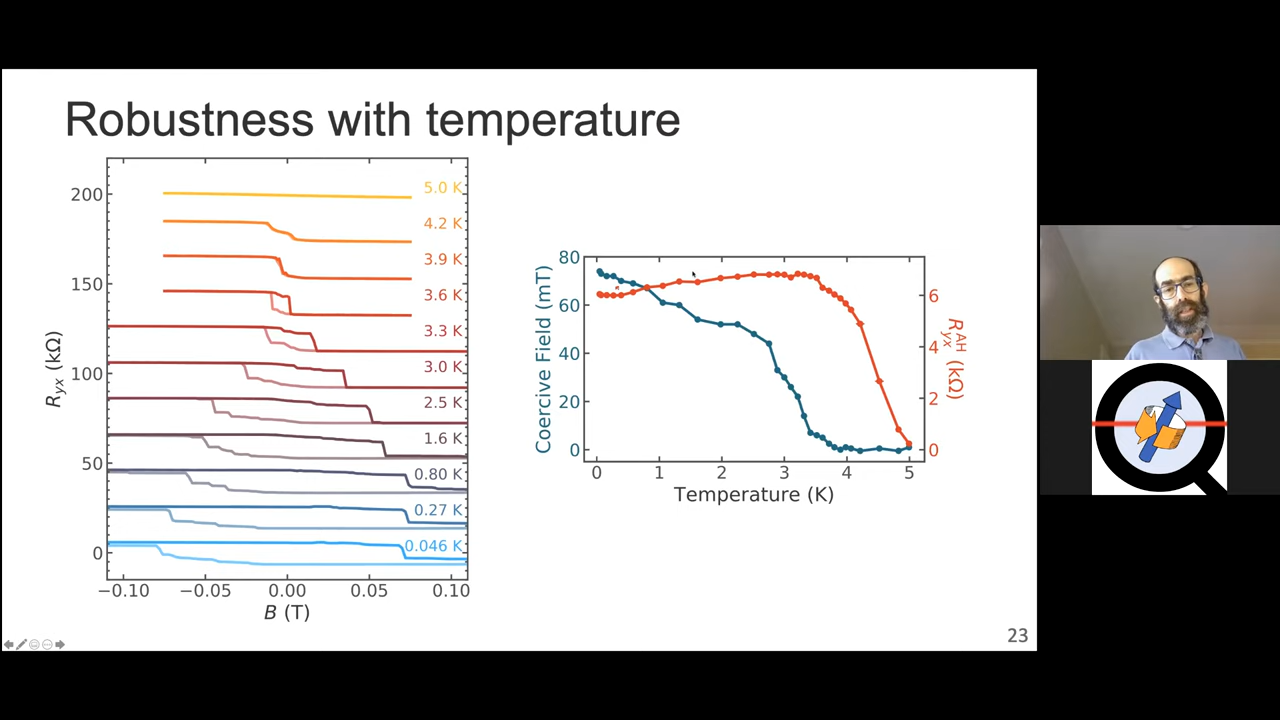 Robustness with temperature
200
150
100
50
0
R_yx (kΩ)
5.0 K
4.2 K
3.9 K
3.6 K
3.3 K
3.0 K
2.5 K
1.6 K
0.80 K
0.27 K
0.046 K
−0.10 −0.05 0.00 0.05 0.10
B (T)
80
60
40
20
0
Coercive Field (mT)
6
4
2
0
R_yx^AH (kΩ)
0 1 2 3 4 5
Temperature (K)
23